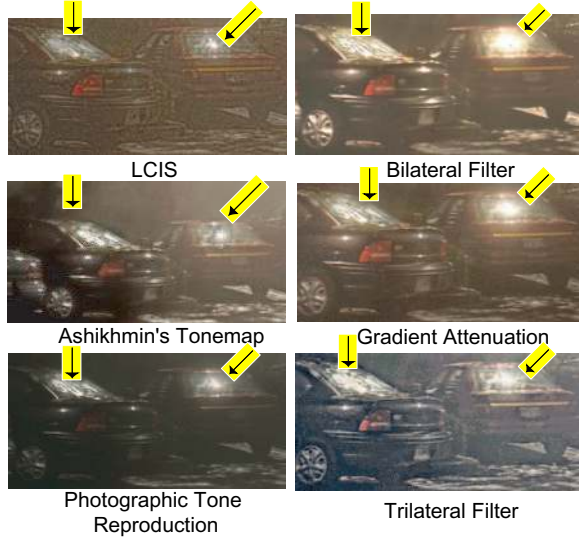 LCIS
Bilateral Filter
Ashikhmin's Tonemap
Gradient Attenuation
Photographic Tone
Reproduction
Trilateral Filter